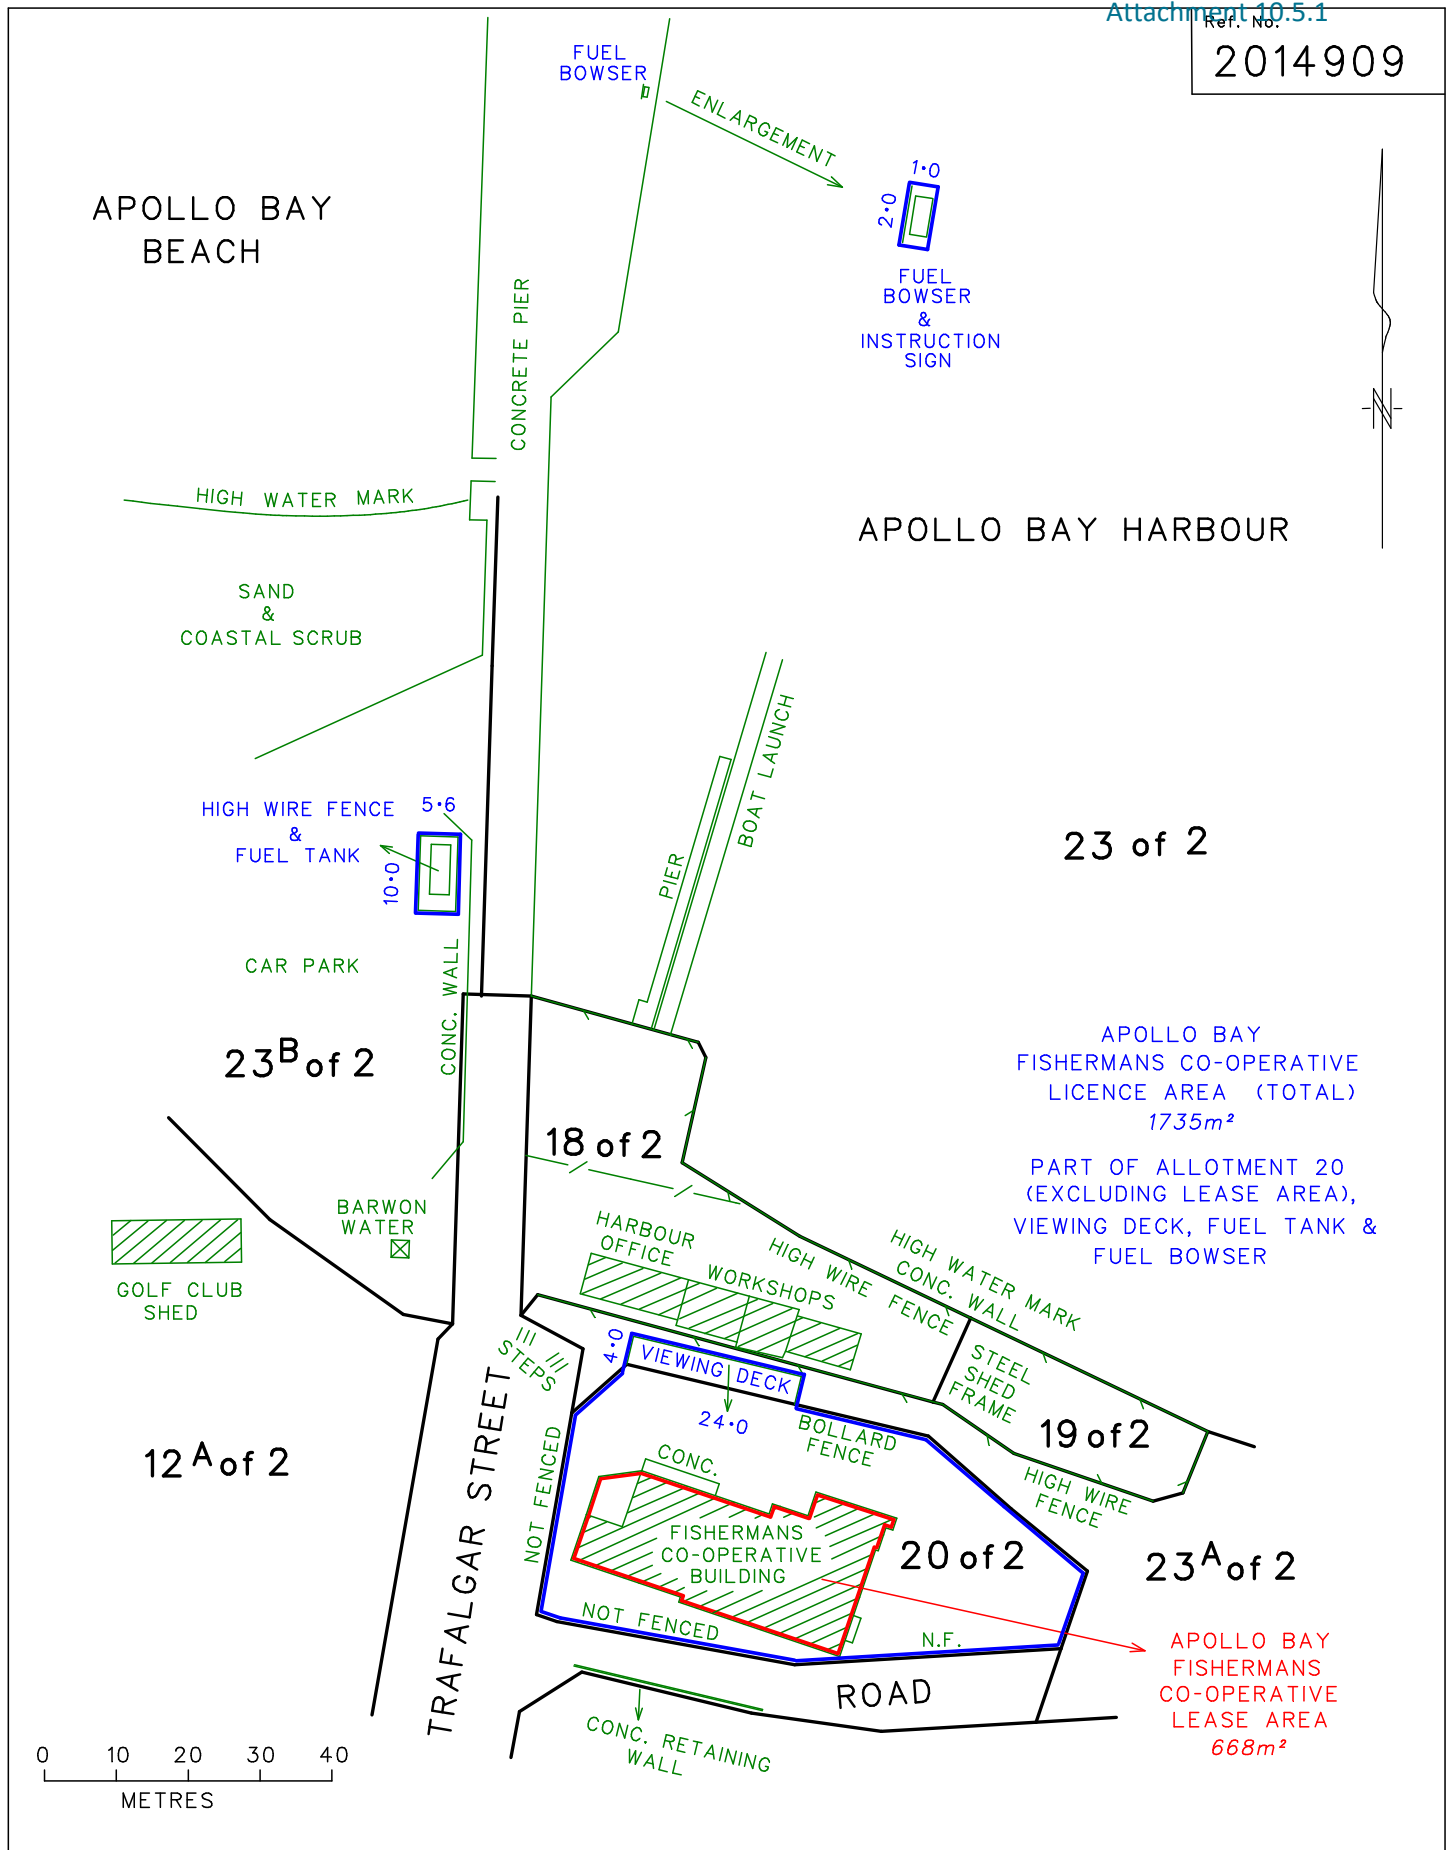 Attachment 10.5.1
Ref. No.
2014909
FUEL
BOWSER
ENLARGEMENT
1·0
2·0
FUEL
BOWSER
&
INSTRUCTION
SIGN
APOLLO BAY
BEACH
CONCRETE PIER
N
HIGH WATER MARK
APOLLO BAY HARBOUR
SAND
&
COASTAL SCRUB
BOAT LAUNCH
PIER
HIGH WIRE FENCE
&
FUEL TANK
5·6
10·0
23 of 2
CAR PARK
CONC. WALL
23B of 2
APOLLO BAY
FISHERMANS CO-OPERATIVE
LICENCE AREA (TOTAL)
1735m²
PART OF ALLOTMENT 20
(EXCLUDING LEASE AREA),
VIEWING DECK, FUEL TANK &
FUEL BOWSER
18 of 2
BARWON
WATER
GOLF CLUB
SHED
HARBOUR
OFFICE
WORKSHOPS
HIGH WIRE FENCE
HIGH WATER MARK
CONC. WALL
STEPS
4·0
VIEWING DECK
24·0
STEEL
SHED
FRAME
19 of 2
BOLLARD
FENCE
HIGH WIRE
FENCE
12A of 2
TRAFALGAR STREET
NOT FENCED
CONC.
FISHERMANS
CO-OPERATIVE
BUILDING
20 of 2
23A of 2
NOT FENCED
N.F.
ROAD
APOLLO BAY
FISHERMANS
CO-OPERATIVE
LEASE AREA
668m²
CONC. RETAINING
WALL
0 10 20 30 40
METRES